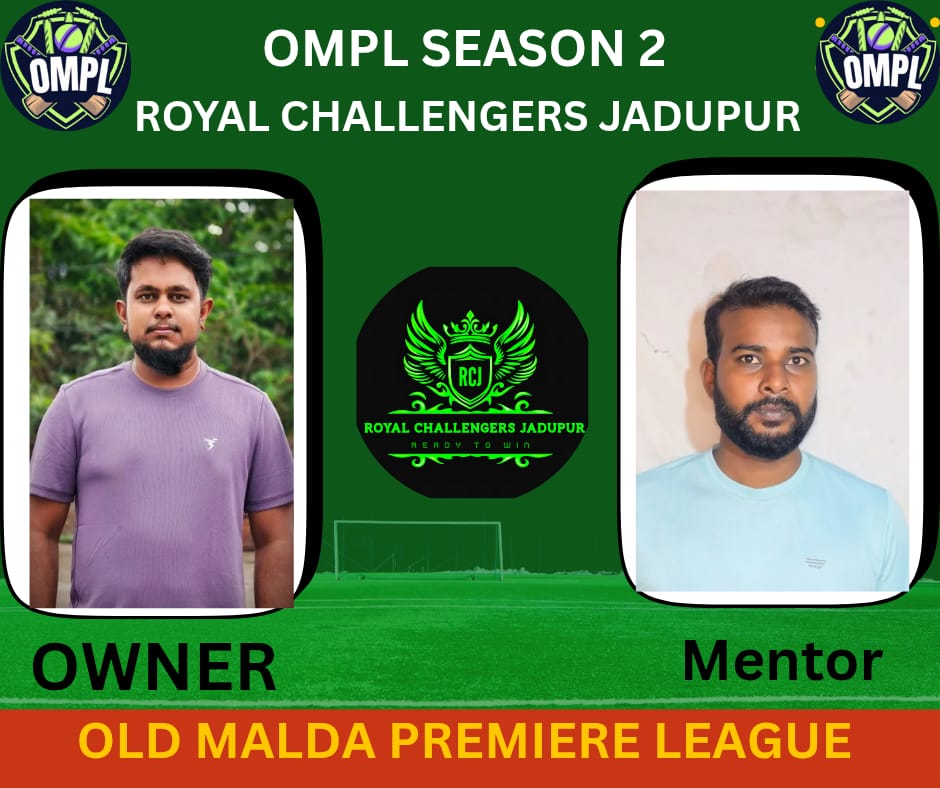 OMPL
OMPL SEASON 2
OMPL
ROYAL CHALLENGERS JADUPUR
RCJ
ROYAL CHALLENGERS JADUPUR
READY TO WIN
OWNER
Mentor
OLD MALDA PREMIERE LEAGUE